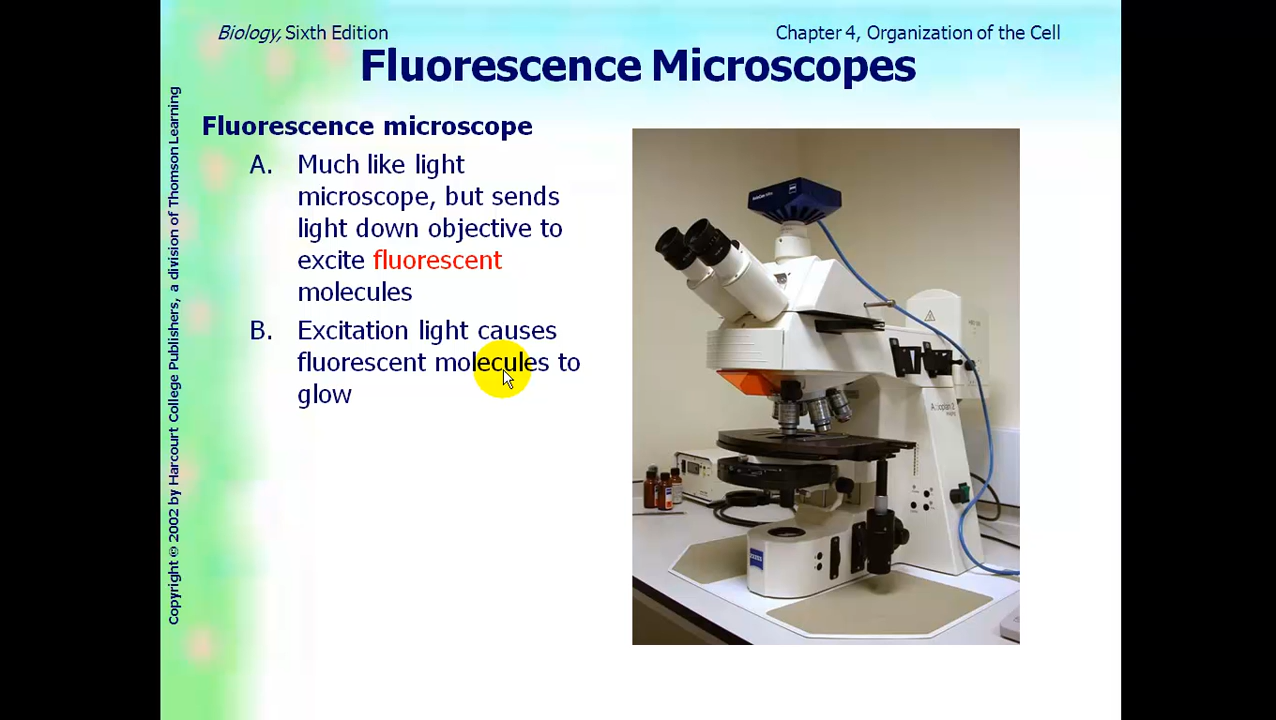 Biology, Sixth Edition
Chapter 4, Organization of the Cell
Fluorescence Microscopes
Fluorescence microscope
A. Much like light
microscope, but sends
light down objective to
excite fluorescent
molecules
B. Excitation light causes
fluorescent molecules to
glow
Copyright © 2002 by Harcourt College Publishers, a division of Thomson Learning